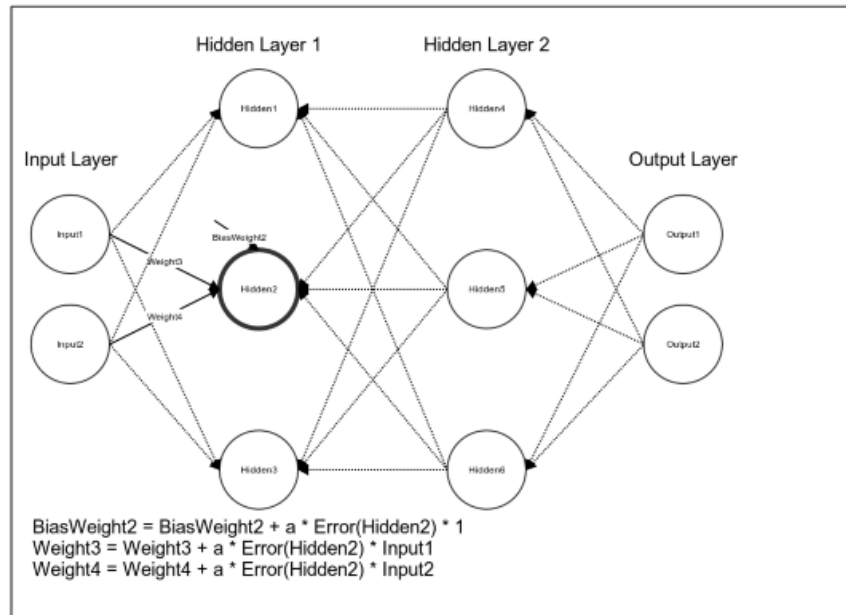 Hidden Layer 1
Hidden Layer 2
Input Layer
Output Layer
Hidden1
Hidden4
Input1
BiasWeight2
Output1
Weight3
Hidden2
Hidden5
Weight4
Input2
Output2
Hidden3
Hidden6
BiasWeight2 = BiasWeight2 + a * Error(Hidden2) * 1
Weight3 = Weight3 + a * Error(Hidden2) * Input1
Weight4 = Weight4 + a * Error(Hidden2) * Input2